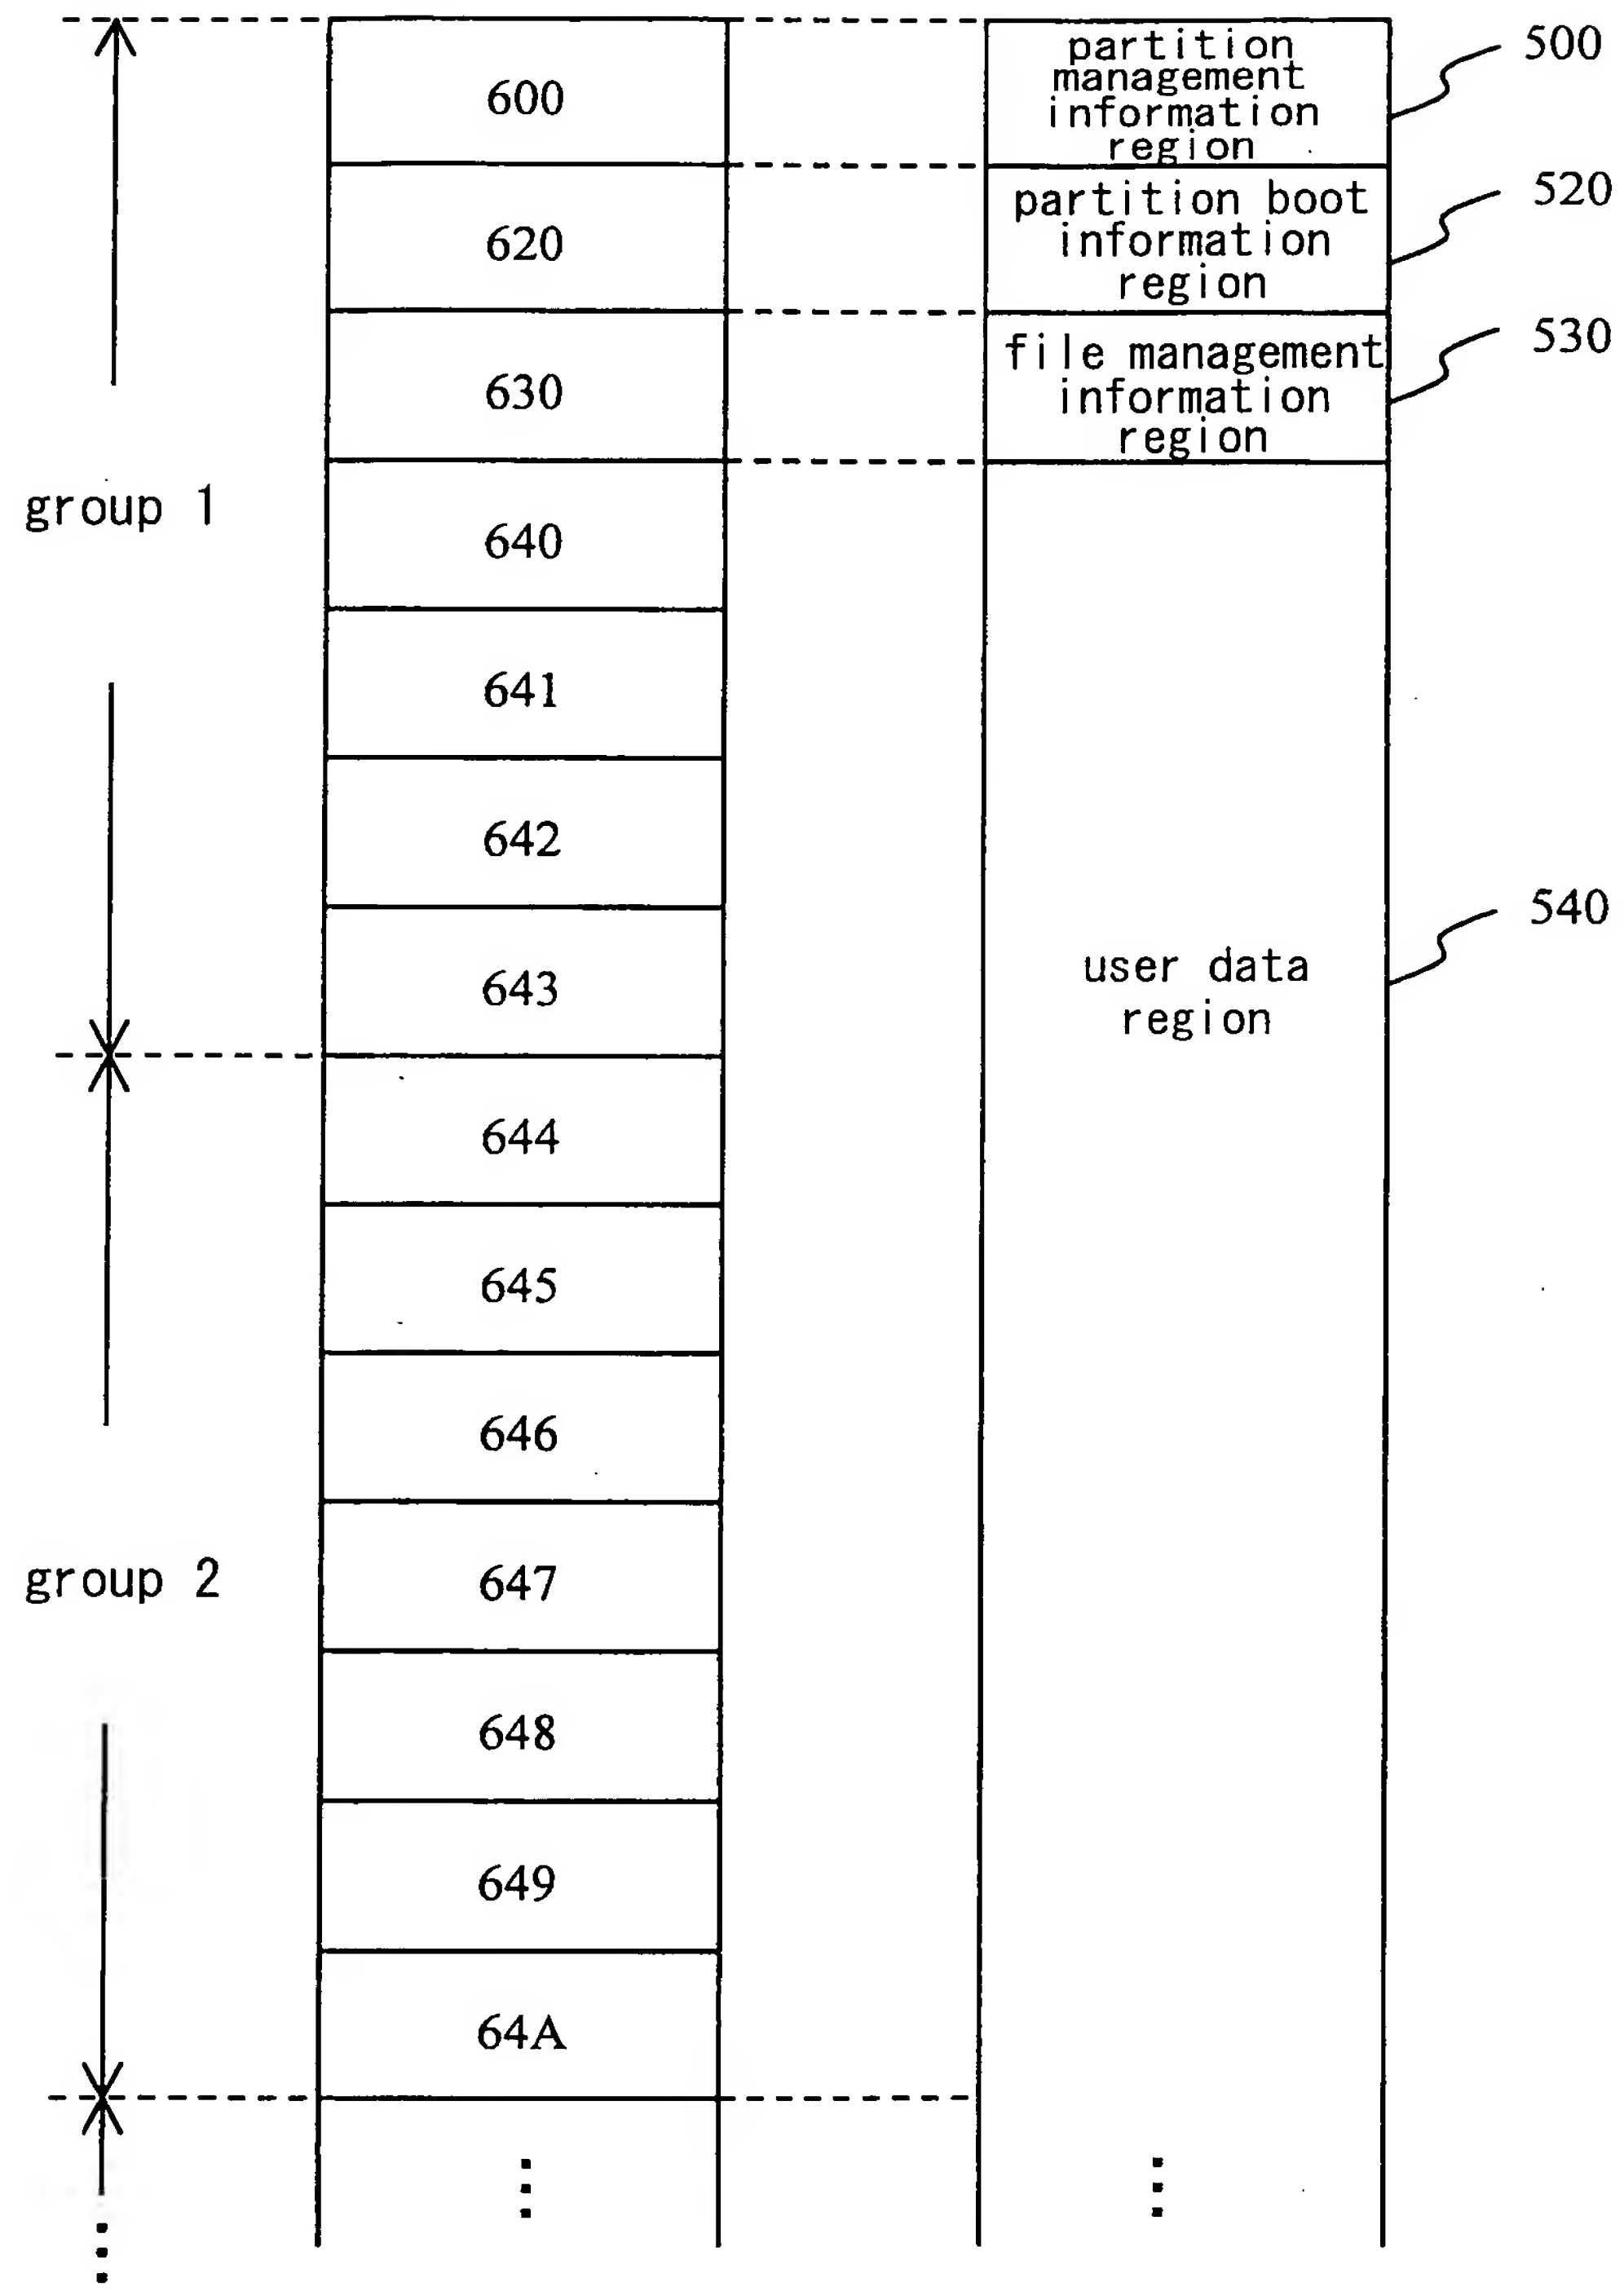 partition
management
information
region
500
600
partition boot
information
region
520
620
file management
information
region
530
630
group 1
640
641
642
540
user data
region
643
644
645
646
group 2
647
648
649
64A